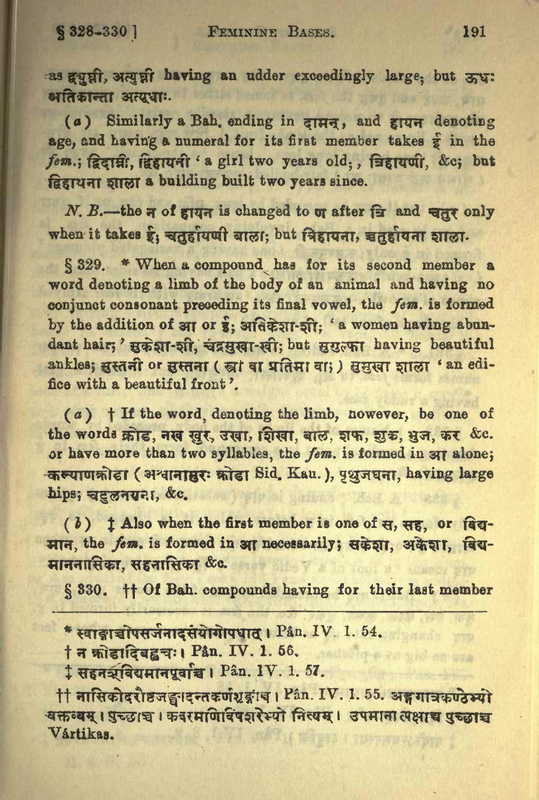 § 328-330 ] FEMININE BASES. 191
as द्व्यूध्नी, अत्यूध्नी having an udder exceedingly large; but ऊधः
अतिक्रान्ता अत्यूधाः.
(a) Similarly a Bah. ending in दामन्, and हायन denoting
age, and having a numeral for its first member takes ई in the
fem.; द्विदाम्नी, द्विहायनी ‘ a girl two years old,, त्रिहायणी, &c; but
द्विहायना शाला a building built two years since.
N. B.—the न of हायन is changed to ण after त्रि and चतुर् only
when it takes ई; चतुर्हायणी बाला; but त्रिहायना, चतुर्हायना शाला.
§ 329. * When a compound has for its second member a
word denoting a limb of the body of an animal and having no
conjunct consonant preceding its final vowel, the fem. is formed
by the addition of आ or ई; अतिकेशा-शी; ‘ a women having abun-
dant hair;’ सुकेशा-शी, चंद्रमुखा-खी; but सुगुल्फा having beautiful
ankles; सुस्तनी or सुस्तना ( स्त्री वा प्रतिमा वा; ) सुमुखा शाला ‘ an edi-
fice with a beautiful front ’.
(a) † If the word, denoting the limb, however, be one of
the words क्रोड, नख खुर, उखा, शिखा, बाल, शफ, शुक, भुज, कर &c.
or have more than two syllables, the fem. is formed in आ alone;
कल्याणक्रोडा ( अश्वानामुरः क्रोडा Sid. Kau. ), पृथुजघना, having large
hips; चटुलनयना, &c.
(b) ‡ Also when the first member is one of स, सह, or विद्य-
मान, the fem. is formed in आ necessarily; सकेशा, अकेशा, विद्य-
माननासिका, सहनासिका &c.
§ 330. †† Of Bah. compounds having for their last member
* स्वाङ्गाच्चोपसर्जनादसंयोगोपधात् । Pân. IV. 1. 54.
† न क्रोडादिबह्वचः । Pân. IV. 1. 56.
‡ सहनञ्विद्यमानपूर्वाच्च । Pân. IV. 1. 57.
†† नासिकोदरौष्ठजङ्घादन्तकर्णशृङ्गाच्च । Pân. IV. 1. 55. अङ्गगात्रकण्ठेभ्यो
वक्तव्यम् । पुच्छाच्च । कबरमणिविषशरेभ्यो नित्यम् । उपमानात्पक्षाच्च पुच्छाच्च
Vártikas.